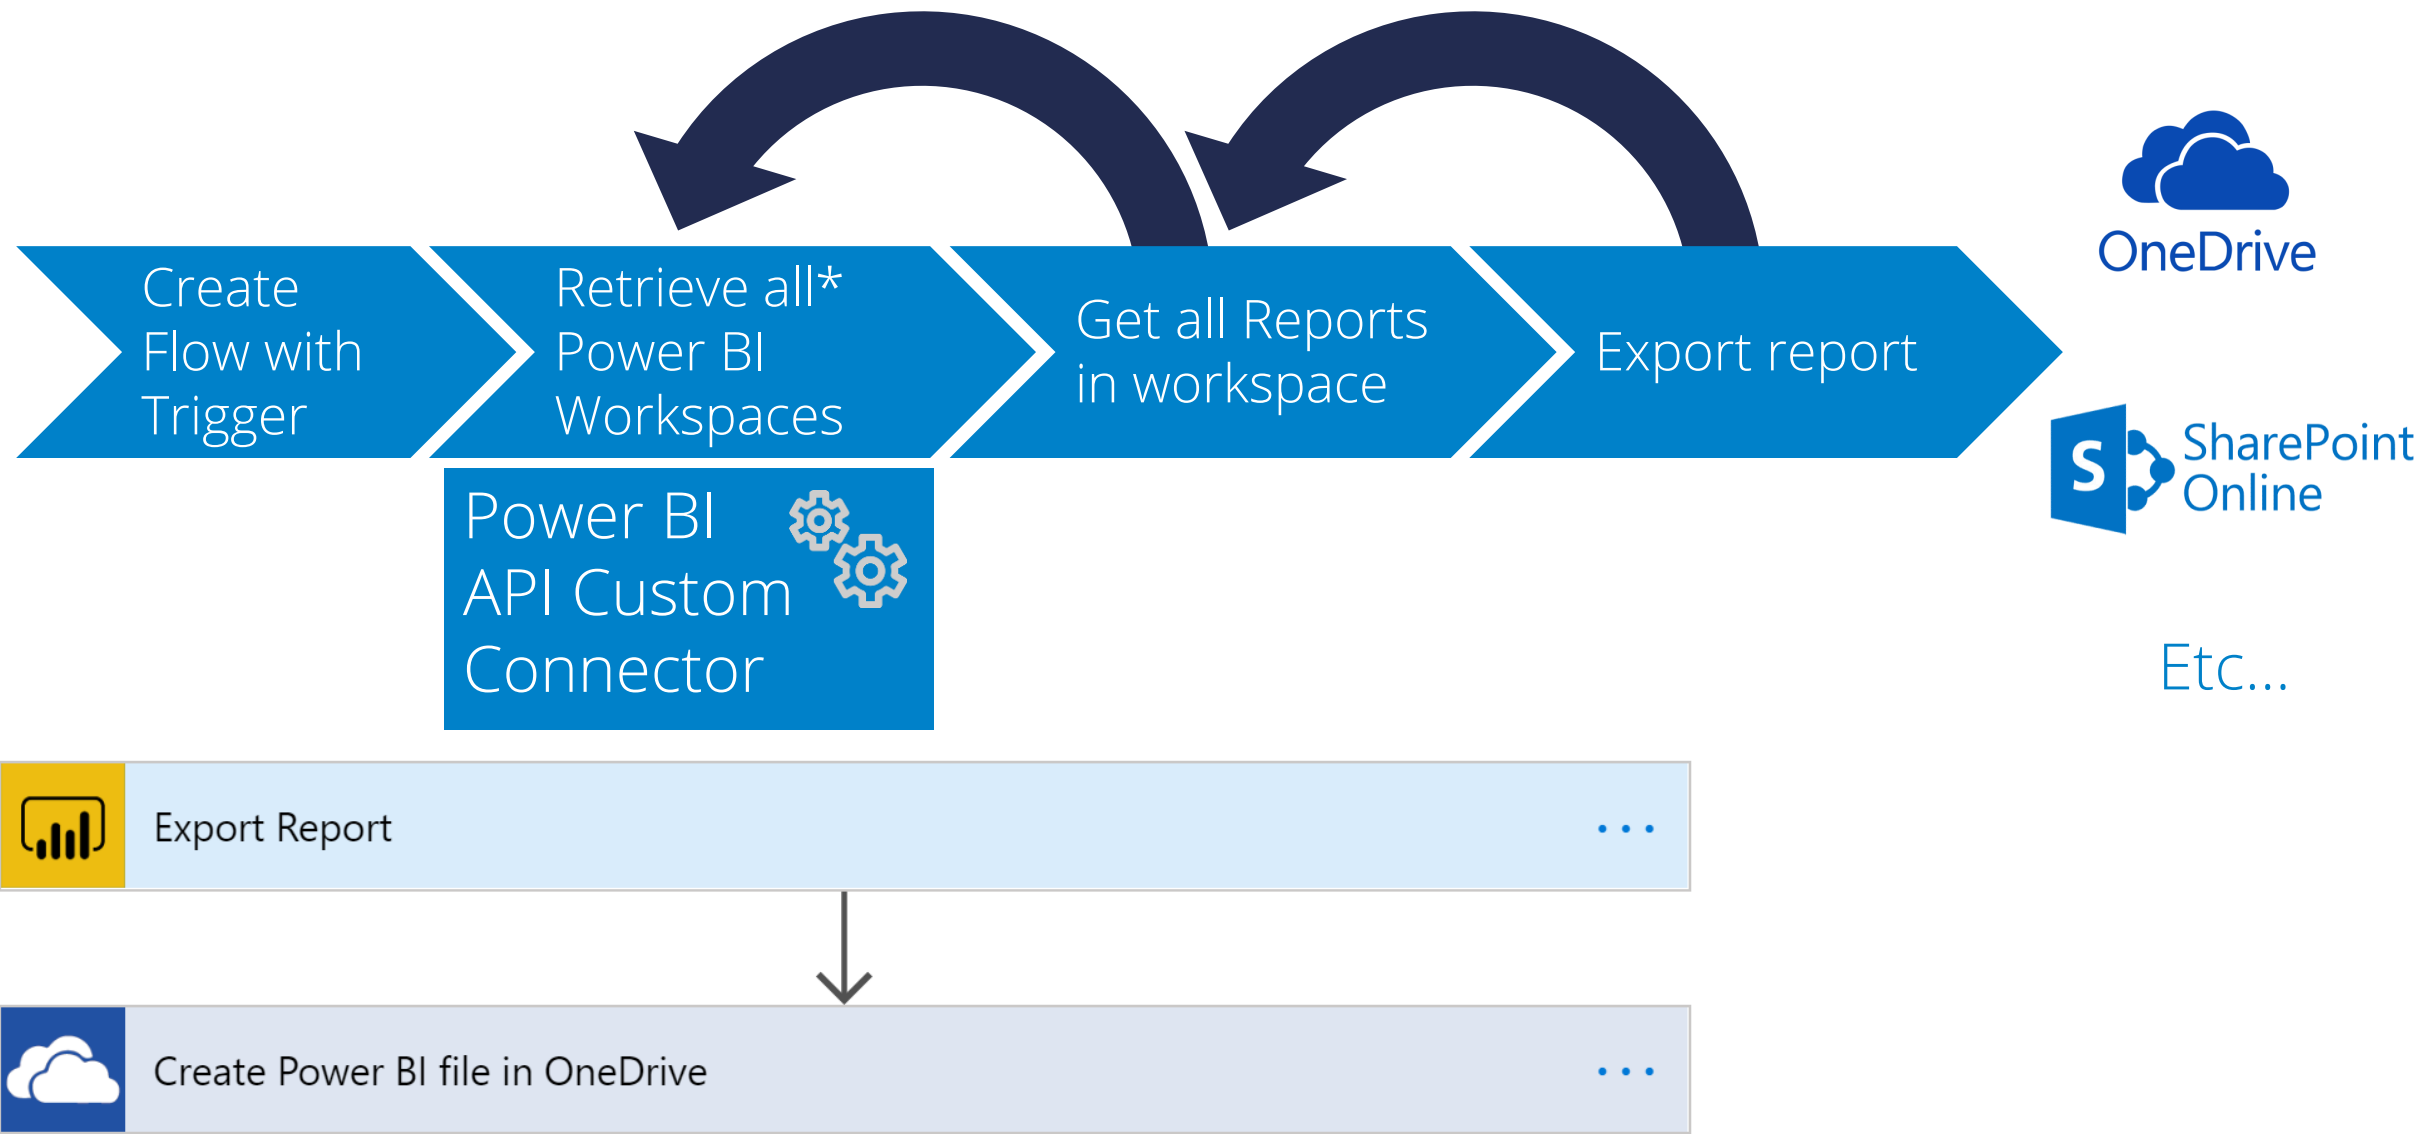 Create
Flow with
Trigger
Retrieve all*
Power BI
Workspaces
Get all Reports
in workspace
Export report
OneDrive
S
SharePoint
Online
Power BI
API Custom
Connector
Etc...
Export Report
Create Power BI file in OneDrive